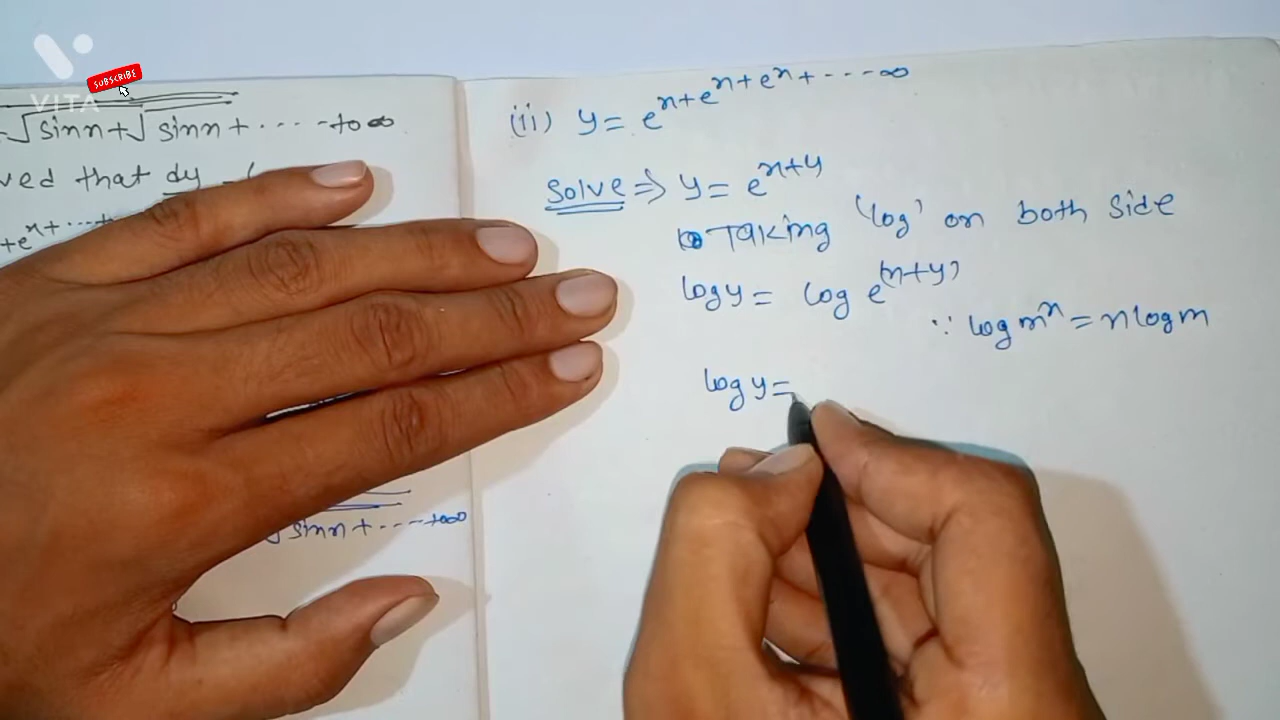 VITA
SUBSCRIBE
√sinx + √sinx + .... to ∞
ved that dy
+e^x+...
sinx + ... to ∞
(ii) y = e^x+e^x+e^x+....∞
Solve ⇒ y = e^x+y
Taking 'log' on both side
log y = log e^(x+y)
∵ log m^n = n log m
log y =